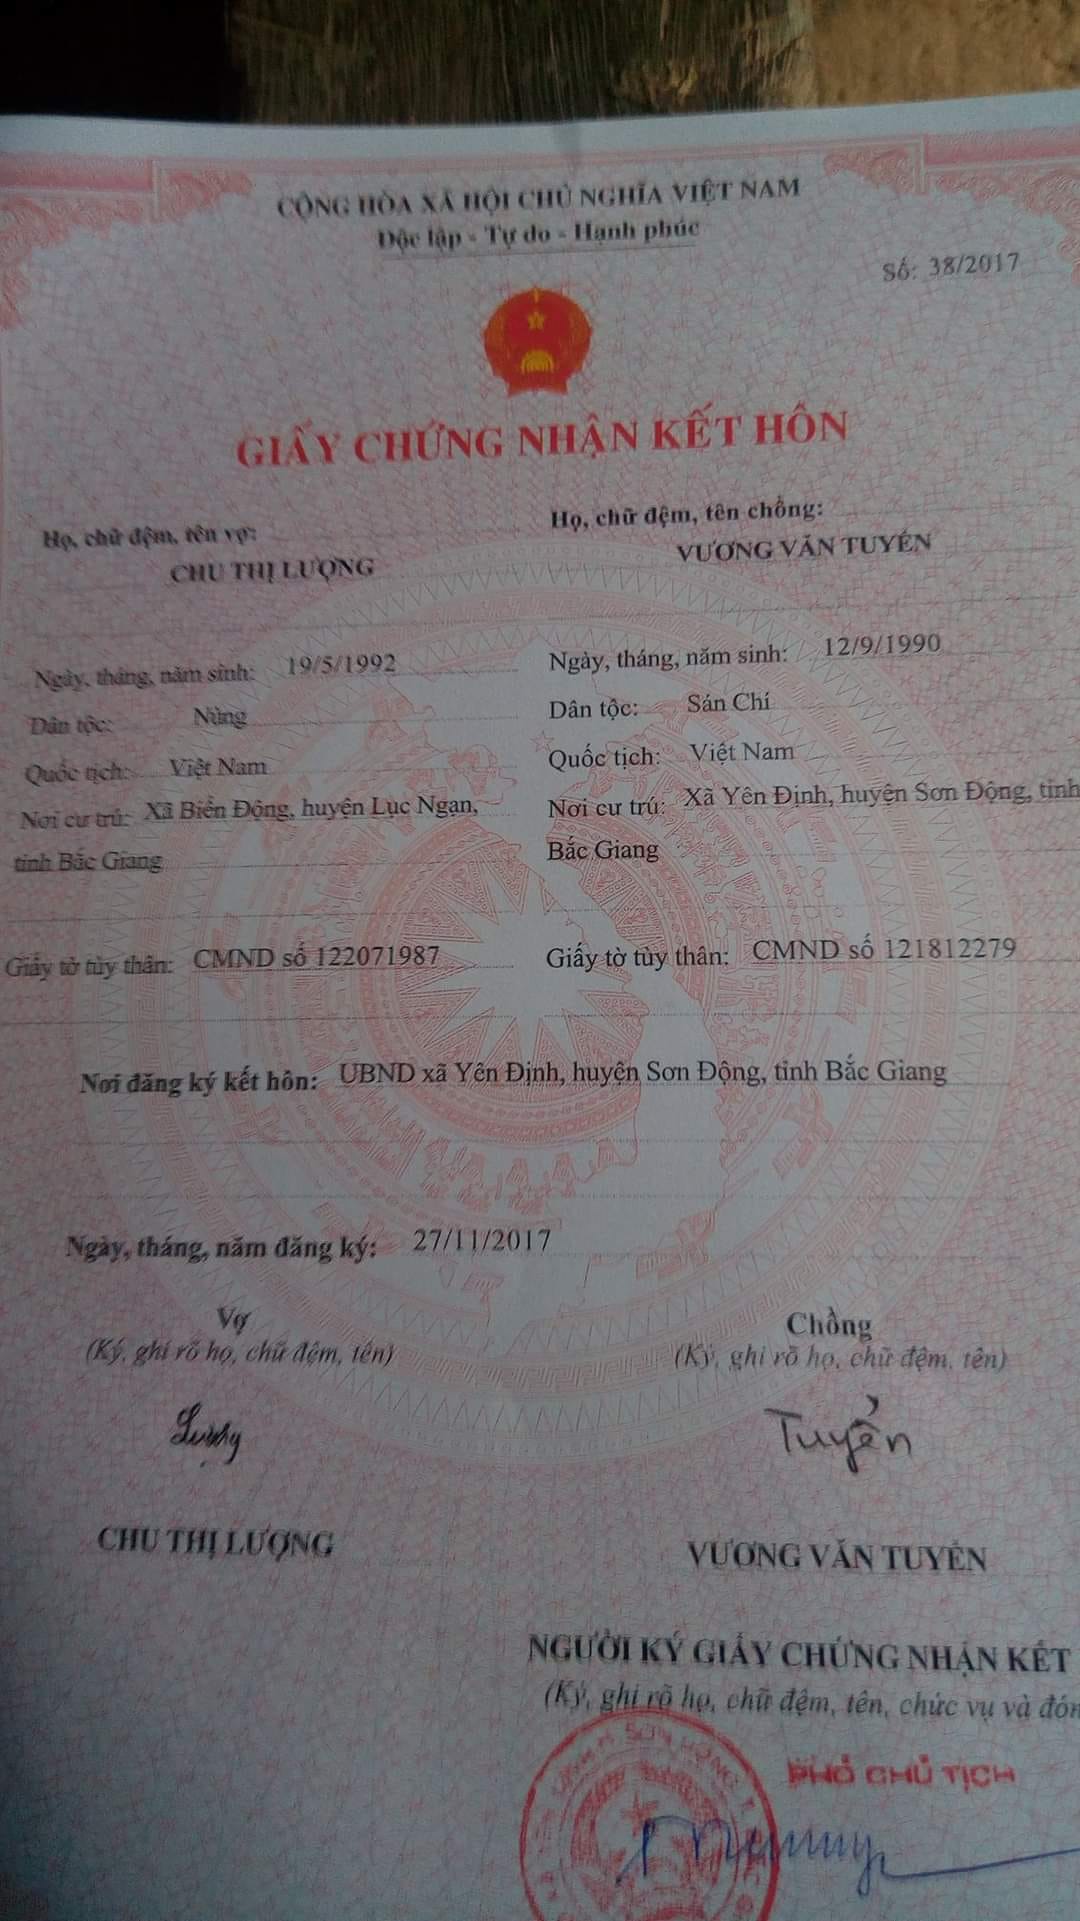 CỘNG HÒA XÃ HỘI CHỦ NGHĨA VIỆT NAM
Độc lập - Tự do - Hạnh phúc
Số: 38/2017
GIẤY CHỨNG NHẬN KẾT HÔN
Họ, chữ đệm, tên vợ: Họ, chữ đệm, tên chồng:
CHU THỊ LƯỢNG VƯƠNG VĂN TUYỂN
Ngày, tháng, năm sinh: 19/5/1992 Ngày, tháng, năm sinh: 12/9/1990
Dân tộc: Nùng Dân tộc: Sán Chí
Quốc tịch: Việt Nam Quốc tịch: Việt Nam
Nơi cư trú: Xã Biển Động, huyện Lục Ngạn, Nơi cư trú: Xã Yên Định, huyện Sơn Động, tỉnh
tỉnh Bắc Giang Bắc Giang
Giấy tờ tùy thân: CMND số 122071987 Giấy tờ tùy thân: CMND số 121812279
Nơi đăng ký kết hôn: UBND xã Yên Định, huyện Sơn Động, tỉnh Bắc Giang
Ngày, tháng, năm đăng ký: 27/11/2017
Vợ Chồng
(Ký, ghi rõ họ, chữ đệm, tên) (Ký, ghi rõ họ, chữ đệm, tên)
Lượng Tuyển
CHU THỊ LƯỢNG VƯƠNG VĂN TUYỂN
NGƯỜI KÝ GIẤY CHỨNG NHẬN KẾT
(Ký, ghi rõ họ, chữ đệm, tên, chức vụ và đón
PHÓ CHỦ TỊCH